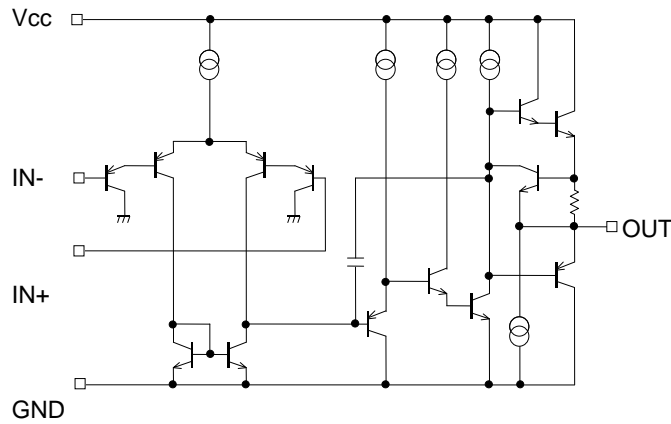 Vcc
IN-
OUT
IN+
GND